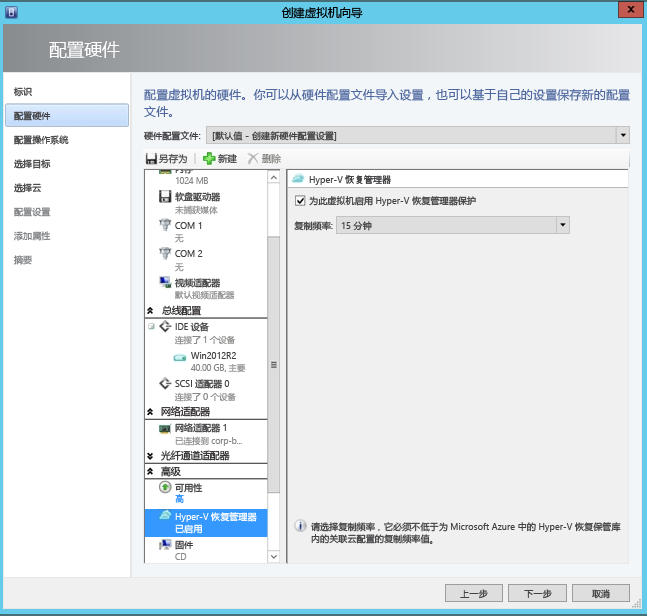 创建虚拟机向导
配置硬件
标识
配置硬件
配置操作系统
选择目标
选择云
配置设置
添加属性
摘要
配置虚拟机的硬件。你可以从硬件配置文件导入设置，也可以基于自己的设置保存新的配置
文件。
硬件配置文件: [默认值 - 创建新硬件配置设置]
另存为 新建 删除
内存
1024 MB
软盘驱动器
未捕获媒体
COM 1
无
COM 2
无
视频适配器
默认视频适配器
总线配置
IDE 设备
连接了 1 个设备
Win2012R2
40.00 GB, 主要
SCSI 适配器 0
连接了 0 个设备
网络适配器
网络适配器 1
已连接到 corp-b...
光纤通道适配器
高级
可用性
高
Hyper-V 恢复管理器
已启用
固件
CD
Hyper-V 恢复管理器
为此虚拟机启用 Hyper-V 恢复管理器保护
复制频率: 15 分钟
请选择复制频率，它必须不低于为 Microsoft Azure 中的 Hyper-V 恢复保管库
内的关联云配置的复制频率值。
上一步 下一步 取消